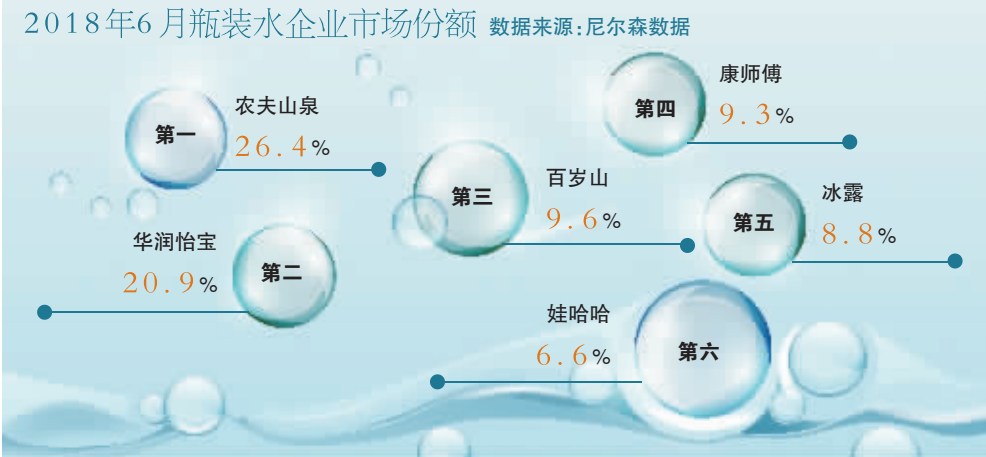 2018年6月瓶装水企业市场份额 数据来源:尼尔森数据
第一
农夫山泉
26.4%
第二
华润怡宝
20.9%
第三
百岁山
9.6%
第四
康师傅
9.3%
第五
冰露
8.8%
第六
娃哈哈
6.6%